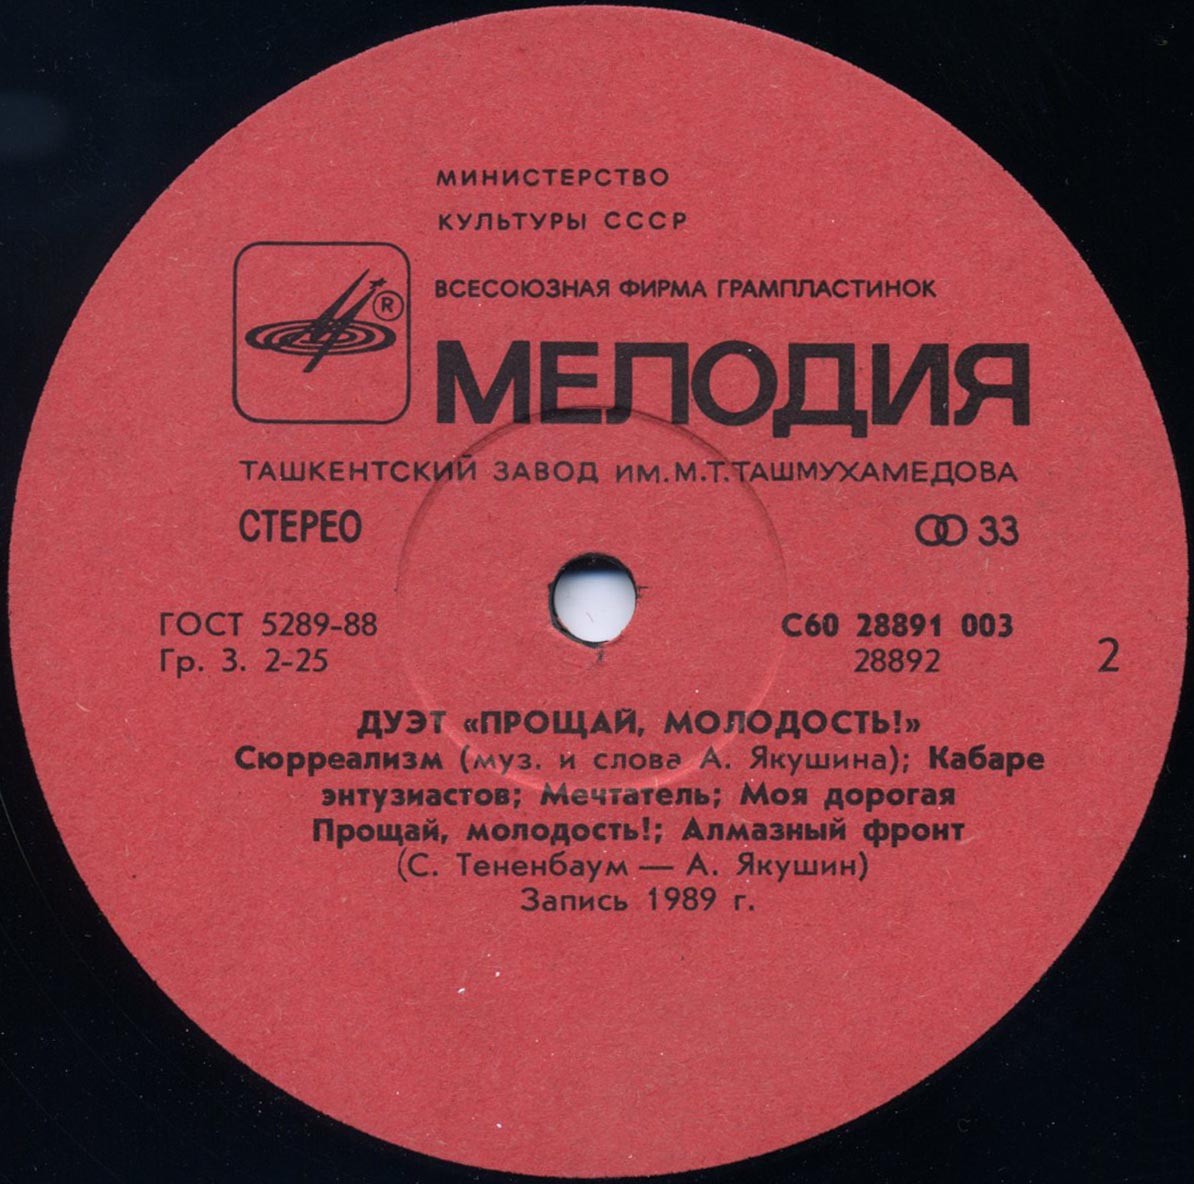 МИНИСТЕРСТВО
КУЛЬТУРЫ СССР
ВСЕСОЮЗНАЯ ФИРМА ГРАМПЛАСТИНОК
®
МЕЛОДИЯ
ТАШКЕНТСКИЙ ЗАВОД ИМ. М.Т.ТАШМУХАМЕДОВА
СТЕРЕО 33
ГОСТ 5289-88 С60 28891 003
Гр. 3. 2-25 28892 2
ДУЭТ «ПРОЩАЙ, МОЛОДОСТЬ!»
Сюрреализм (муз. и слова А. Якушина); Кабаре
энтузиастов; Мечтатель; Моя дорогая
Прощай, молодость!; Алмазный фронт
(С. Тененбаум — А. Якушин)
Запись 1989 г.